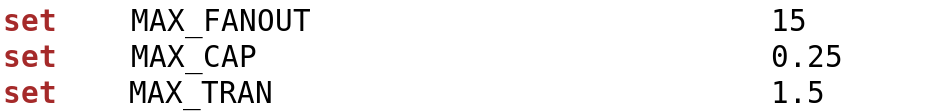 set MAX_FANOUT 15
set MAX_CAP 0.25
set MAX_TRAN 1.5